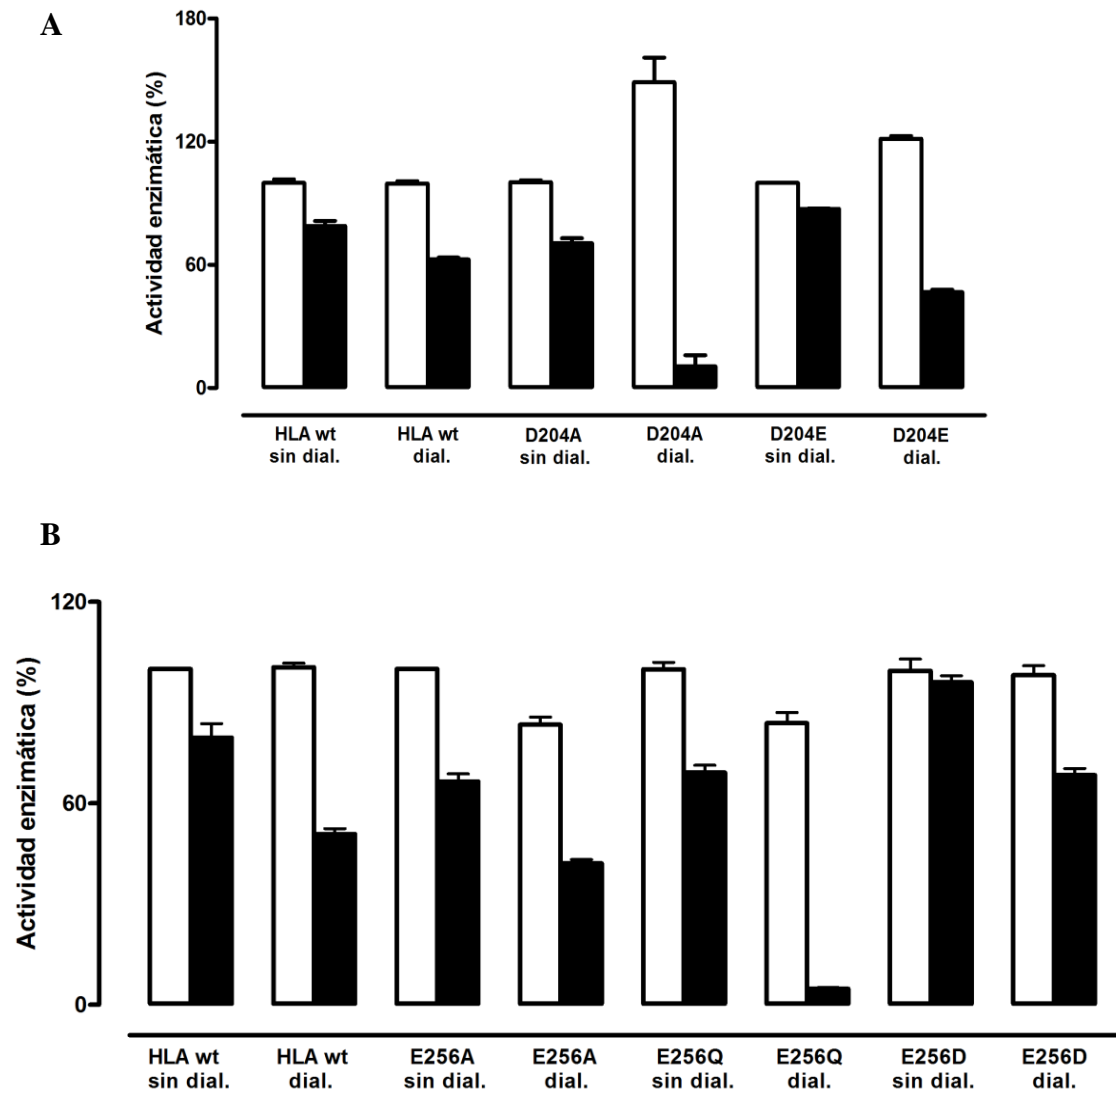 A
180
120
60
0
Actividad enzimática (%)
HLA wt
sin dial.
HLA wt
dial.
D204A
sin dial.
D204A
dial.
D204E
sin dial.
D204E
dial.
B
120
60
0
Actividad enzimática (%)
HLA wt
sin dial.
HLA wt
dial.
E256A
sin dial.
E256A
dial.
E256Q
sin dial.
E256Q
dial.
E256D
sin dial.
E256D
dial.